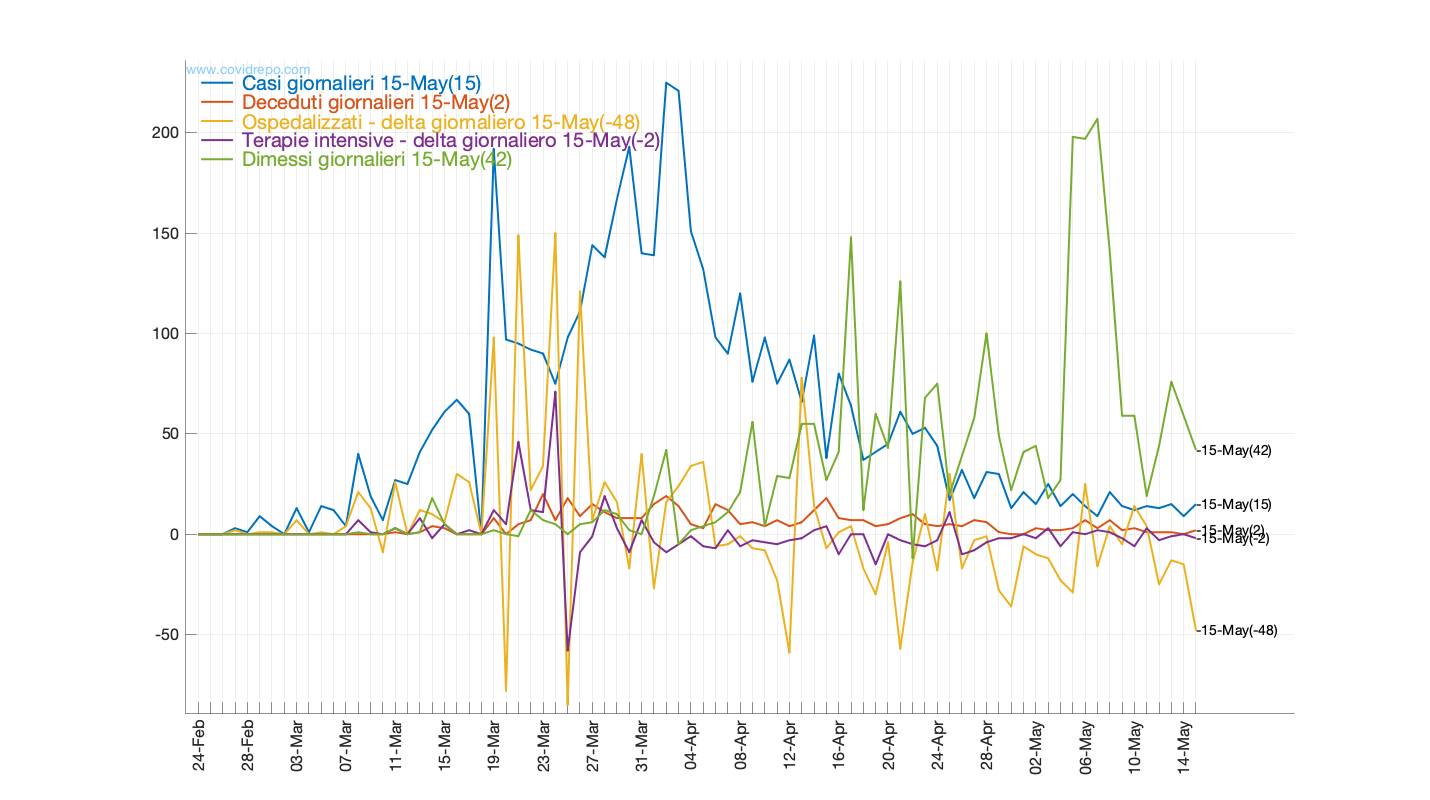 www.covidrepo.com
Casi giornalieri 15-May(15)
Deceduti giornalieri 15-May(2)
Ospedalizzati - delta giornaliero 15-May(-48)
Terapie intensive - delta giornaliero 15-May(-2)
Dimessi giornalieri 15-May(42)
200
150
100
50
0
-50
-15-May(42)
-15-May(15)
-15-May(2)
-15-May(-2)
-15-May(-48)
24-Feb
28-Feb
03-Mar
07-Mar
11-Mar
15-Mar
19-Mar
23-Mar
27-Mar
31-Mar
04-Apr
08-Apr
12-Apr
16-Apr
20-Apr
24-Apr
28-Apr
02-May
06-May
10-May
14-May